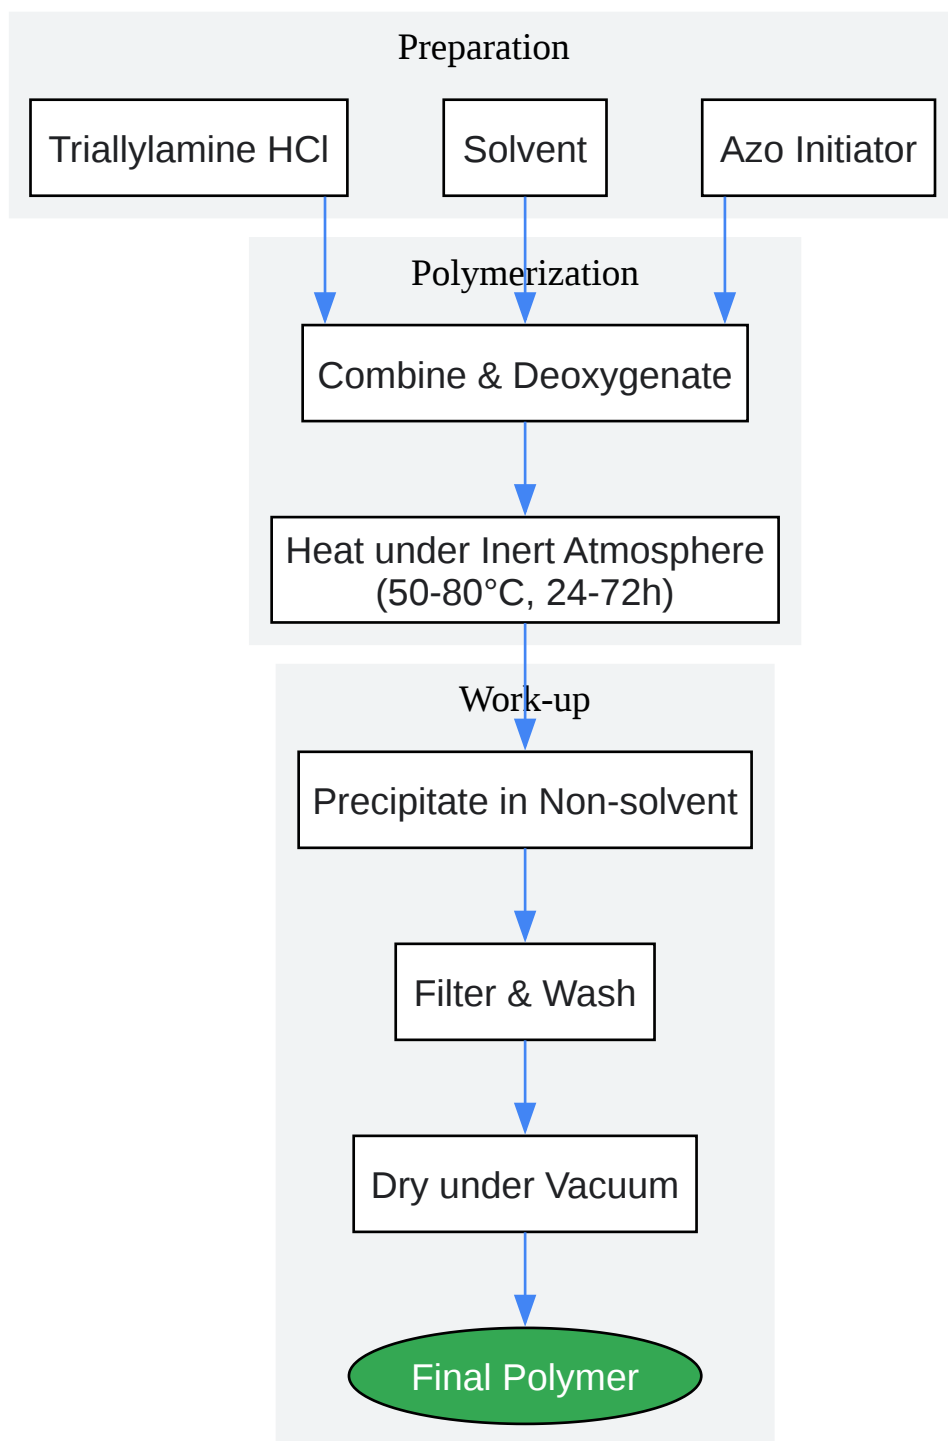 Preparation
Triallylamine HCl
Solvent
Azo Initiator
Polymerization
Combine & Deoxygenate
Heat under Inert Atmosphere
(50-80°C, 24-72h)
Work-up
Precipitate in Non-solvent
Filter & Wash
Dry under Vacuum
Final Polymer